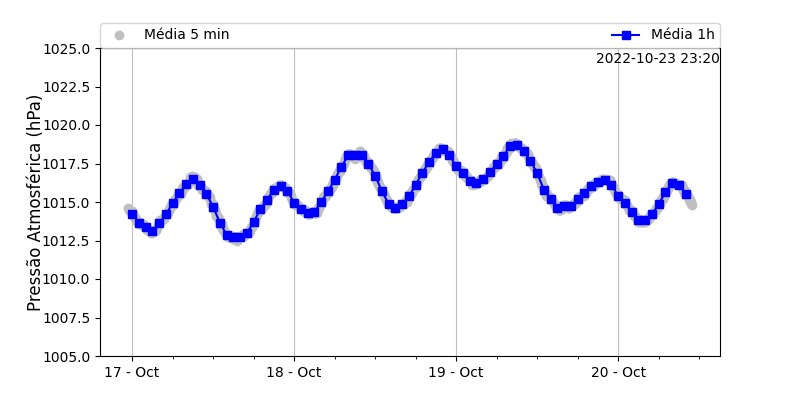 Média 5 min
Média 1h
2022-10-23 23:20
Pressão Atmosférica (hPa)
1025.0
1022.5
1020.0
1017.5
1015.0
1012.5
1010.0
1007.5
1005.0
17 - Oct
18 - Oct
19 - Oct
20 - Oct